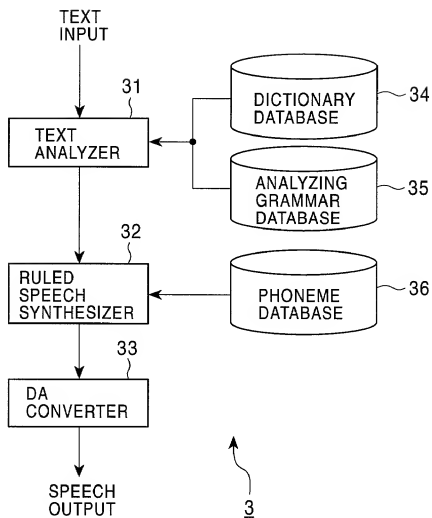 TEXT
INPUT
31
TEXT
ANALYZER
DICTIONARY
DATABASE
34
ANALYZING
GRAMMAR
DATABASE
35
32
RULED
SPEECH
SYNTHESIZER
PHONEME
DATABASE
36
33
DA
CONVERTER
SPEECH
OUTPUT
3